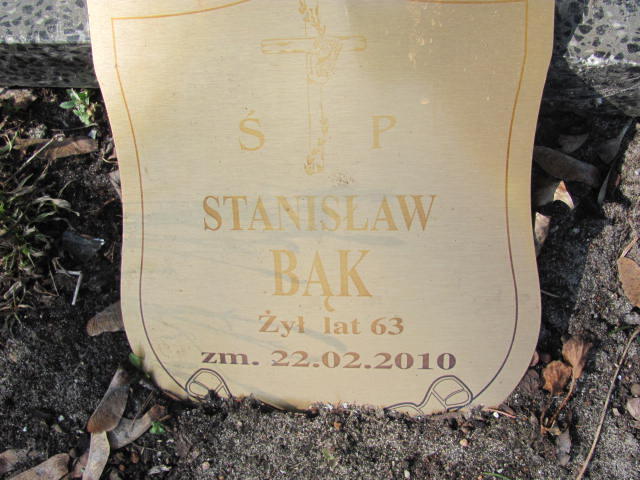 Ś P
STANISŁAW
BĄK
Żył lat 63
zm. 22.02.2010